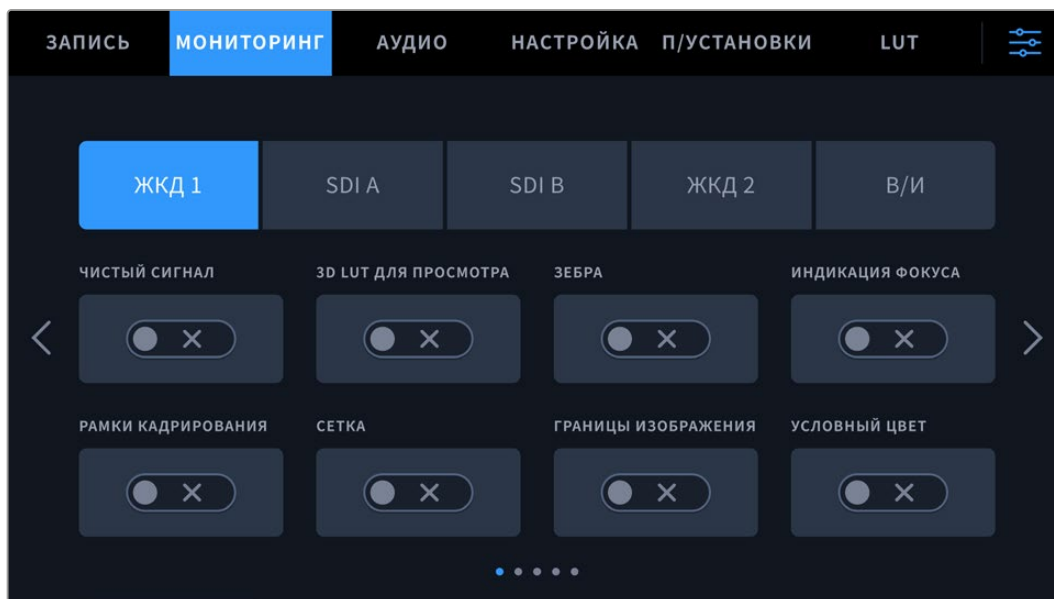 ЗАПИСЬ МОНИТОРИНГ АУДИО НАСТРОЙКА П/УСТАНОВКИ LUT
ЖКД 1 SDI A SDI B ЖКД 2 В/И
ЧИСТЫЙ СИГНАЛ 3D LUT ДЛЯ ПРОСМОТРА ЗЕБРА ИНДИКАЦИЯ ФОКУСА
РАМКИ КАДРИРОВАНИЯ СЕТКА ГРАНИЦЫ ИЗОБРАЖЕНИЯ УСЛОВНЫЙ ЦВЕТ